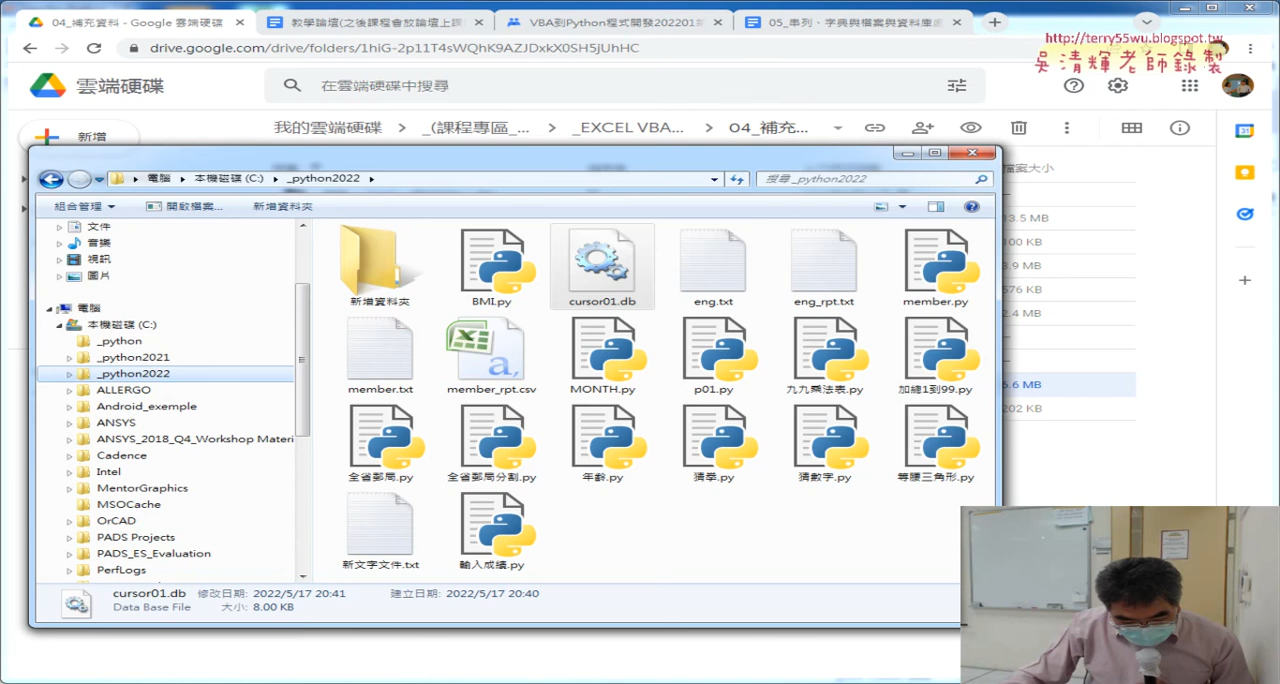 04_補充資料 - Google 雲端硬碟
教學論壇(之後課程會放論壇上課
VBA到Python程式開發202201班
05_串列、字典與檔案與資料庫處
drive.google.com/drive/folders/1hiG-2p11T4sWQhK9AZJDxkX0SH5jUhHC
http://terry55wu.blogspot.tw
吳清輝老師錄製
雲端硬碟
在雲端硬碟中搜尋
新增
我的雲端硬碟 > _(課程專區_... > _EXCEL VBA... > 04_補充...
檔案大小
3.5 MB
100 KB
3.9 MB
576 KB
2.4 MB
6.6 MB
202 KB
電腦 本機磁碟 (C:) _python2022
搜尋 _python2022
組合管理 開啟檔案... 新增資料夾
文件
音樂
視訊
圖片
電腦
本機磁碟 (C:)
_python
_python2021
_python2022
ALLERGO
Android_exemple
ANSYS
ANSYS_2018_Q4_Workshop Materi
Cadence
Intel
MentorGraphics
MSOCache
OrCAD
PADS Projects
PADS_ES_Evaluation
PerfLogs
新增資料夾 BMI.py cursor01.db eng.txt eng_rpt.txt member.py
member.txt member_rpt.csv MONTH.py p01.py 九九乘法表.py 加總1到99.py
全省郵局.py 全省郵局分割.py 年齡.py 猜學.py 猜數字.py 等腰三角形.py
新文字文件.txt 輸入成績.py
cursor01.db 修改日期: 2022/5/17 20:41 建立日期: 2022/5/17 20:40
Data Base File 大小: 8.00 KB